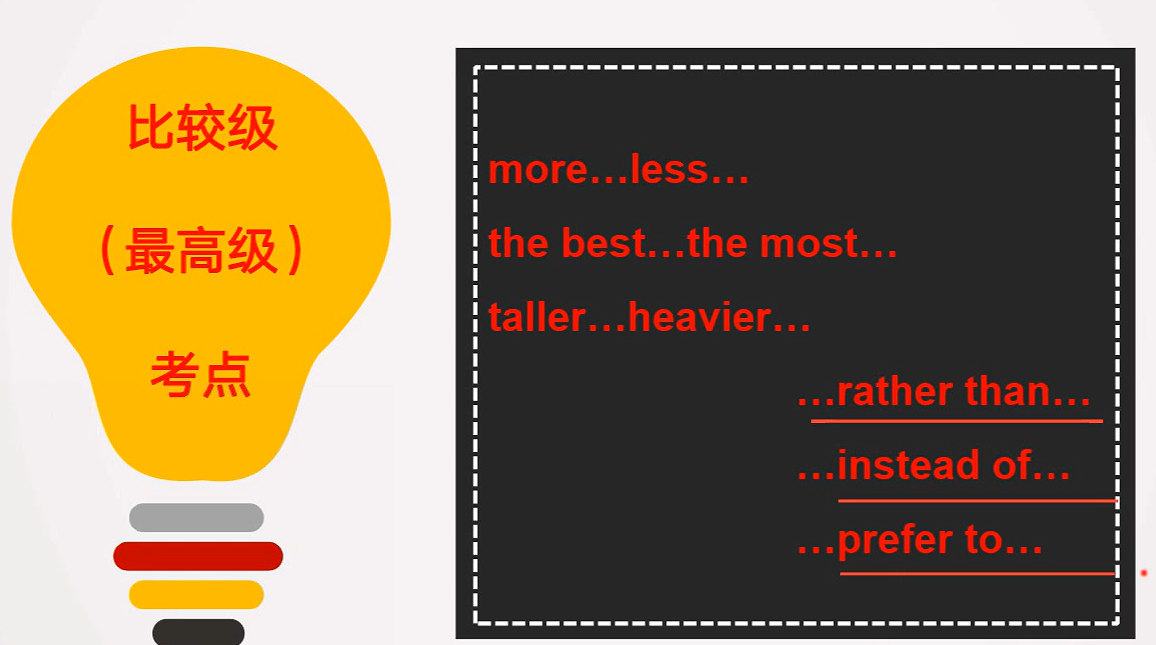 比较级
（最高级）
考点
more…less…
the best…the most…
taller…heavier…
…rather than…
…instead of…
…prefer to…